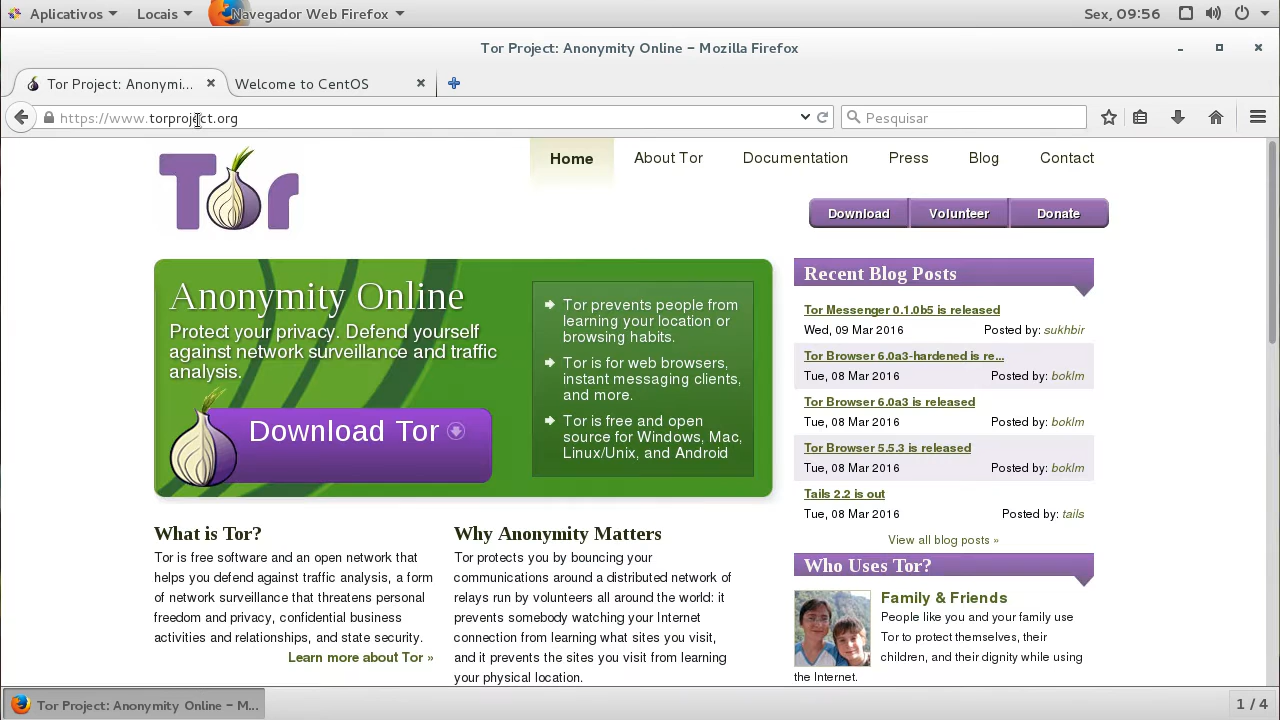 Aplicativos Locais Navegador Web Firefox Sex, 09:56
Tor Project: Anonymity Online – Mozilla Firefox
Tor Project: Anonymi... Welcome to CentOS
https://www.torproject.org Pesquisar
Tor
Home About Tor Documentation Press Blog Contact
Download Volunteer Donate
Anonymity Online
Protect your privacy. Defend yourself
against network surveillance and traffic
analysis.
Download Tor
Tor prevents people from
learning your location or
browsing habits.
Tor is for web browsers,
instant messaging clients,
and more.
Tor is free and open
source for Windows, Mac,
Linux/Unix, and Android
Recent Blog Posts
Tor Messenger 0.1.0b5 is released
Wed, 09 Mar 2016 Posted by: sukhbir
Tor Browser 6.0a3-hardened is re...
Tue, 08 Mar 2016 Posted by: boklm
Tor Browser 6.0a3 is released
Tue, 08 Mar 2016 Posted by: boklm
Tor Browser 5.5.3 is released
Tue, 08 Mar 2016 Posted by: boklm
Tails 2.2 is out
Tue, 08 Mar 2016 Posted by: tails
View all blog posts »
What is Tor?
Tor is free software and an open network that
helps you defend against traffic analysis, a form
of network surveillance that threatens personal
freedom and privacy, confidential business
activities and relationships, and state security.
Learn more about Tor »
Why Anonymity Matters
Tor protects you by bouncing your
communications around a distributed network of
relays run by volunteers all around the world: it
prevents somebody watching your Internet
connection from learning what sites you visit,
and it prevents the sites you visit from learning
your physical location.
Who Uses Tor?
Family & Friends
People like you and your family use
Tor to protect themselves, their
children, and their dignity while using
the Internet.
Tor Project: Anonymity Online – M... 1 / 4